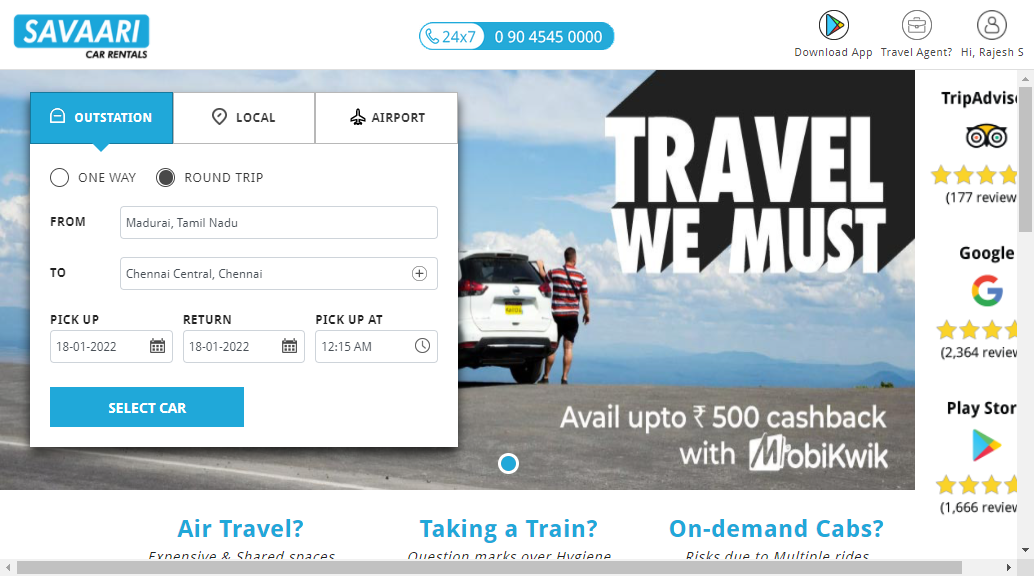 SAVAARI
CAR RENTALS
24x7 0 90 4545 0000
Download App Travel Agent? Hi, Rajesh S
OUTSTATION LOCAL AIRPORT
ONE WAY ROUND TRIP
FROM Madurai, Tamil Nadu
TO Chennai Central, Chennai
PICK UP RETURN PICK UP AT
18-01-2022 18-01-2022 12:15 AM
SELECT CAR
TRAVEL
WE MUST
Avail upto ₹ 500 cashback
with MobiKwik
TripAdvise
(177 review
Google
(2,364 review
Play Stor
(1,666 review
Air Travel? Taking a Train? On-demand Cabs?
Expensive & Shared spaces Question marks over Hygiene Risks due to Multiple rides